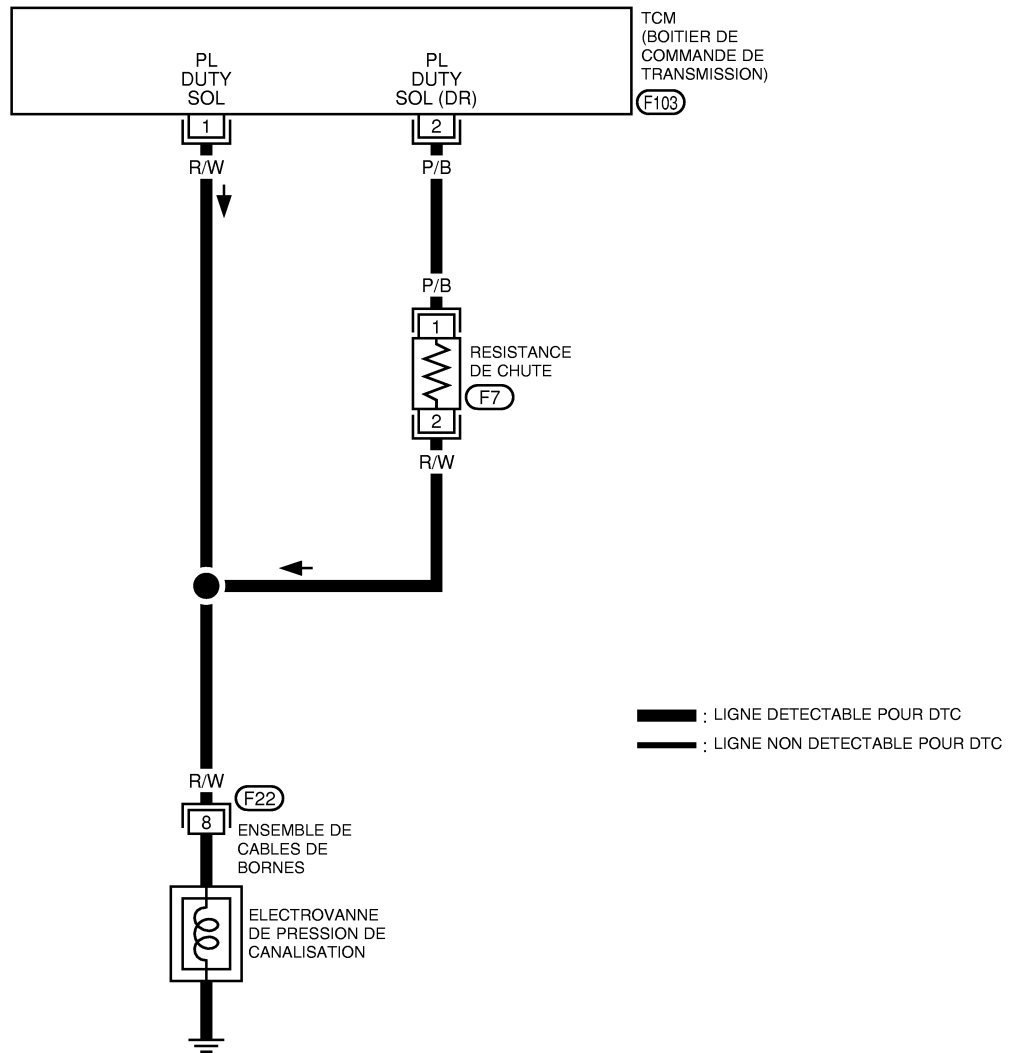 TCM
(BOITIER DE
COMMANDE DE
TRANSMISSION)
F103
PL
DUTY
SOL
PL
DUTY
SOL (DR)
1
2
R/W
P/B
P/B
1
RESISTANCE
DE CHUTE
F7
2
R/W
: LIGNE DETECTABLE POUR DTC
: LIGNE NON DETECTABLE POUR DTC
R/W
F22
8
ENSEMBLE DE
CABLES DE
BORNES
ELECTROVANNE
DE PRESSION DE
CANALISATION